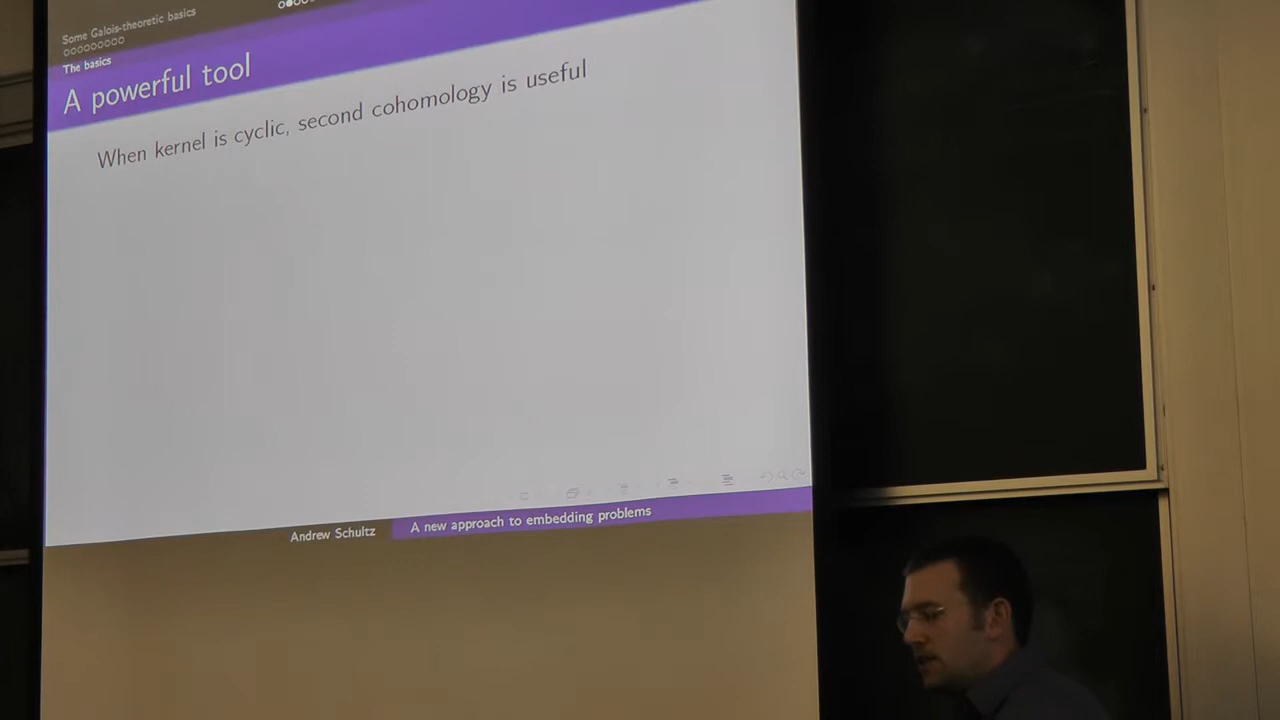 Some Galois-theoretic basics
The basics
A powerful tool
When kernel is cyclic, second cohomology is useful
Andrew Schultz
A new approach to embedding problems